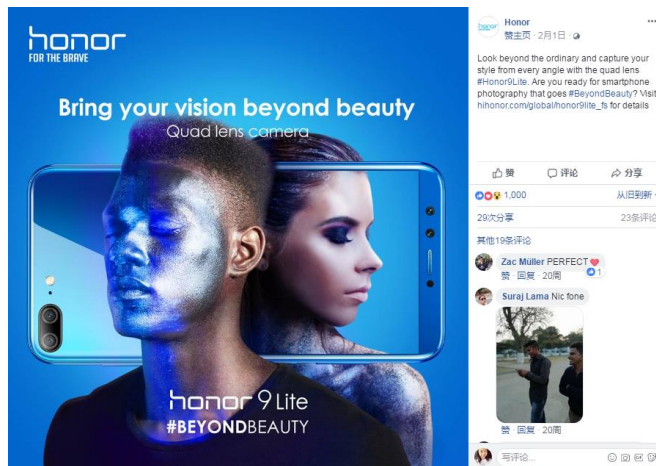 honor
FOR THE BRAVE
Bring your vision beyond beauty
Quad lens camera
honor 9 Lite
#BEYONDBEAUTY
honor
Honor
赞主页 · 2月1日 ·
Look beyond the ordinary and capture your
style from every angle with the quad lens
#Honor9Lite. Are you ready for smartphone
photography that goes #BeyondBeauty? Visit
hihonor.com/global/honor9lite_fs for details
赞 评论 分享
1,000 从旧到新
29次分享 23条评论
其他19条评论
Zac Müller PERFECT
赞 · 回复 · 20周 1
Suraj Lama Nic fone
赞 · 回复 · 20周
写评论...